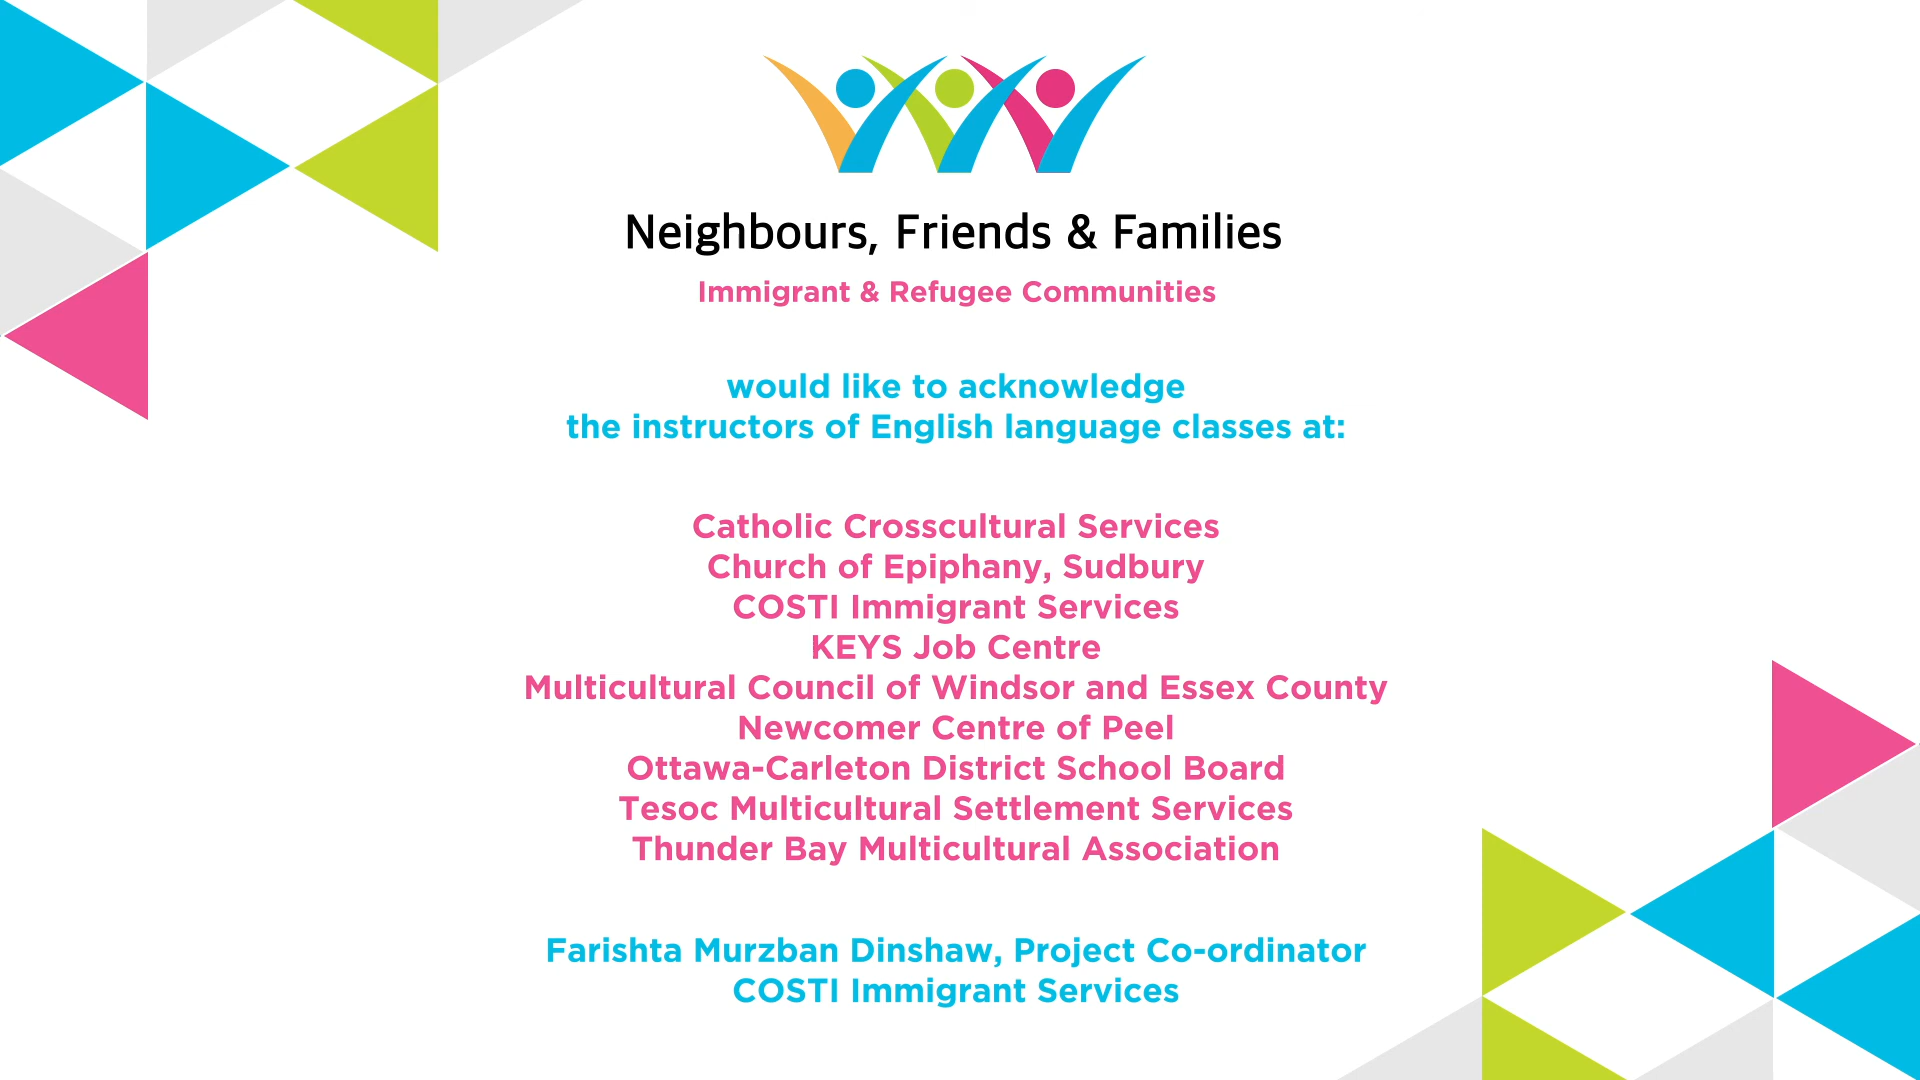 Neighbours, Friends & Families
Immigrant & Refugee Communities
would like to acknowledge
the instructors of English language classes at:
Catholic Crosscultural Services
Church of Epiphany, Sudbury
COSTI Immigrant Services
KEYS Job Centre
Multicultural Council of Windsor and Essex County
Newcomer Centre of Peel
Ottawa-Carleton District School Board
Tesoc Multicultural Settlement Services
Thunder Bay Multicultural Association
Farishta Murzban Dinshaw, Project Co-ordinator
COSTI Immigrant Services